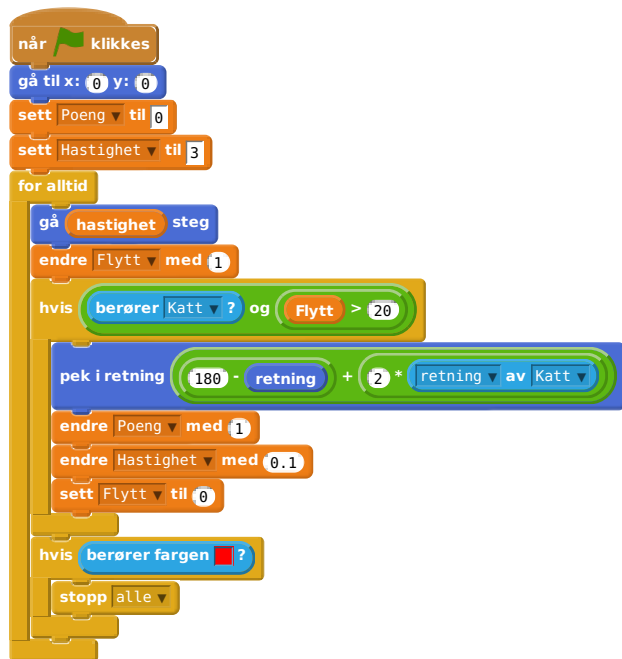 når klikkes
gå til x: 0 y: 0
sett Poeng til 0
sett Hastighet til 3
for alltid
gå hastighet steg
endre Flytt med 1
hvis berører Katt ? og Flytt > 20
pek i retning 180 - retning + 2 * retning av Katt
endre Poeng med 1
endre Hastighet med 0.1
sett Flytt til 0
hvis berører fargen ?
stopp alle